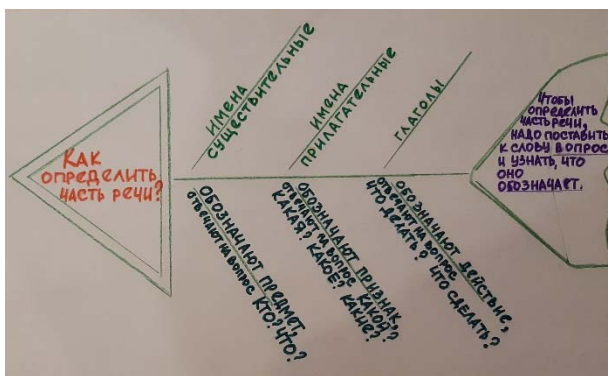 Как
определить
часть речи?
Имена
существительные
Имена
прилагательные
Глаголы
Обозначают предмет,
отвечают на вопрос кто? что?
Обозначают признак,
отвечают на вопрос какой?
какая? какое? какие?
Обозначают действие,
отвечают на вопрос
что делать? что сделать?
Чтобы
определить
часть речи,
надо поставить
к слову вопрос
и узнать, что
оно
обозначает.